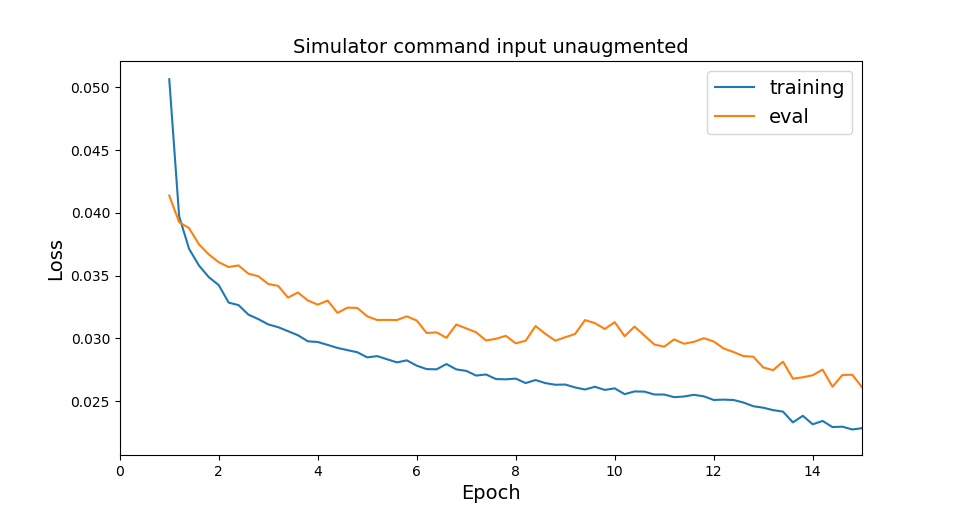 Simulator command input unaugmented
training
eval
0.050
0.045
0.040
0.035
0.030
0.025
Loss
0 2 4 6 8 10 12 14
Epoch